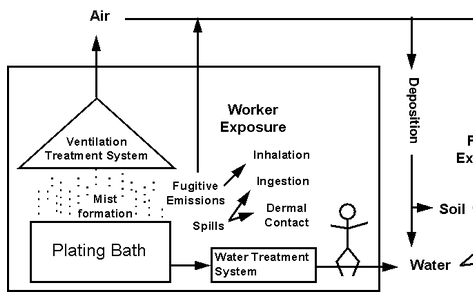 Air
Deposition
Worker
Exposure
Ventilation
Treatment System
Inhalation
Ingestion
Fugitive
Emissions
Mist
formation
Dermal
Contact
Spills
Soil
Plating Bath
Water Treatment
System
Water